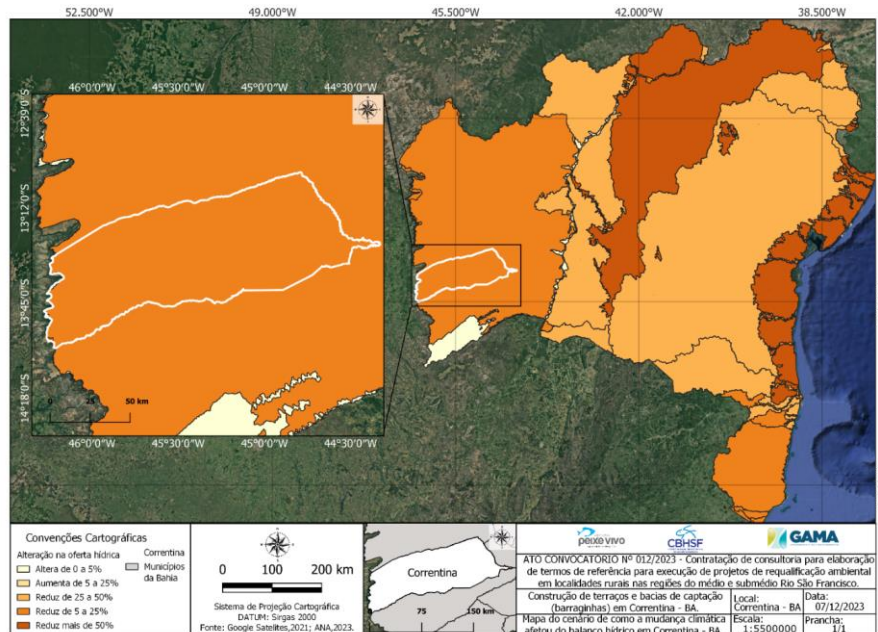 52.500°W 49.000°W 45.500°W 42.000°W 38.500°W
46°0'0"W 45°30'0"W 45°0'0"W 44°30'0"W
12°39'0"S
13°12'0"S
13°45'0"S
14°18'0"S
0 25 50 km
46°0'0"W 45°30'0"W 45°0'0"W 44°30'0"W
Convenções Cartográficas
Alteração na oferta hídrica
Altera de 0 a 5%
Aumenta de 5 a 25%
Reduz de 25 a 50%
Reduz de 5 a 25%
Reduz mais de 50%
Correntina
Municípios
da Bahia
0 100 200 km
Sistema de Projeção Cartográfica
DATUM: Sirgas 2000
Fonte: Google Satelites,2021; ANA,2023.
Correntina
0 75 150 km
peixe vivo
CBHSF
GAMA
ATO CONVOCATÓRIO Nº 012/2023 - Contratação de consultoria para elaboração
de termos de referência para execução de projetos de requalificação ambiental
em localidades rurais nas regiões do médio e submédio Rio São Francisco.
Construção de terraços e bacias de captação
(barraginhas) em Correntina - BA.
Local:
Correntina - BA
Data:
07/12/2023
Mapa do cenário de como a mudança climática
afetou do balanço hídrico em Correntina - BA
Escala:
1:5500000
Prancha:
1/1